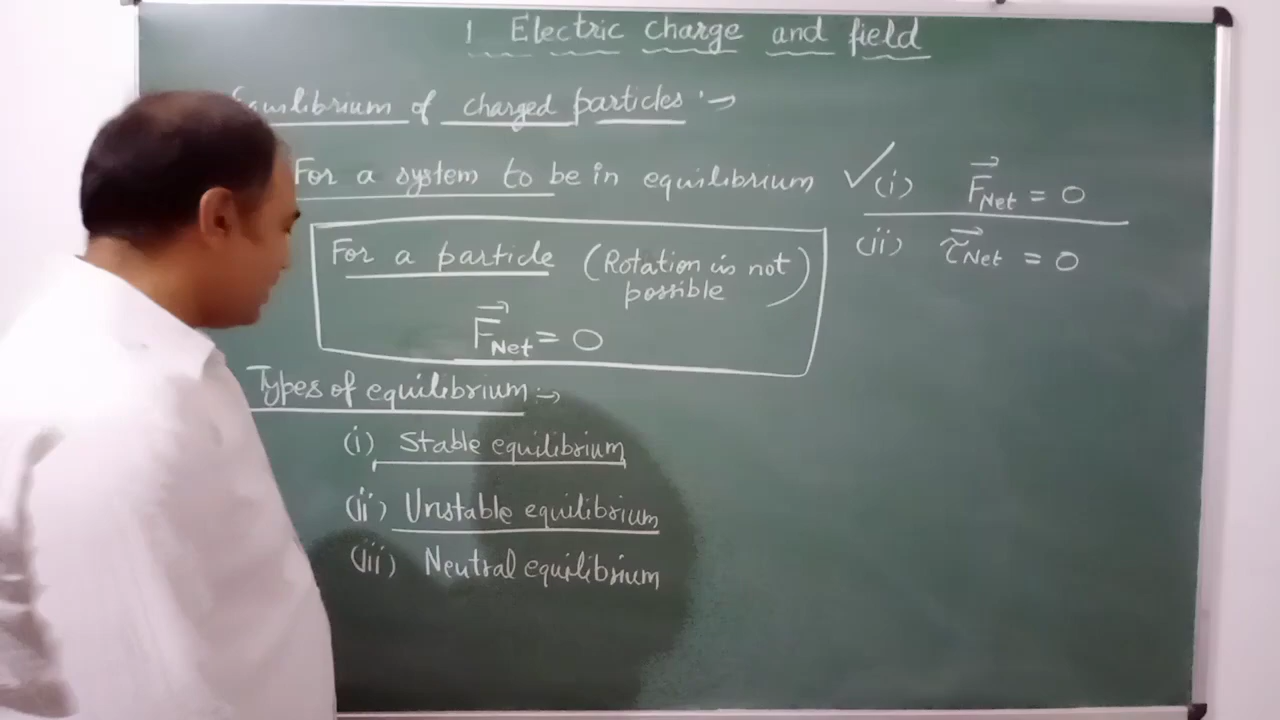 1 Electric charge and field
Equilibrium of charged particles :→
For a system to be in equilibrium ✓(i) F⃗Net = 0
(ii) τ⃗Net = 0
For a particle (Rotation is not possible)
F⃗Net = 0
Types of equilibrium :→
(i) Stable equilibrium
(ii) Unstable equilibrium
(iii) Neutral equilibrium